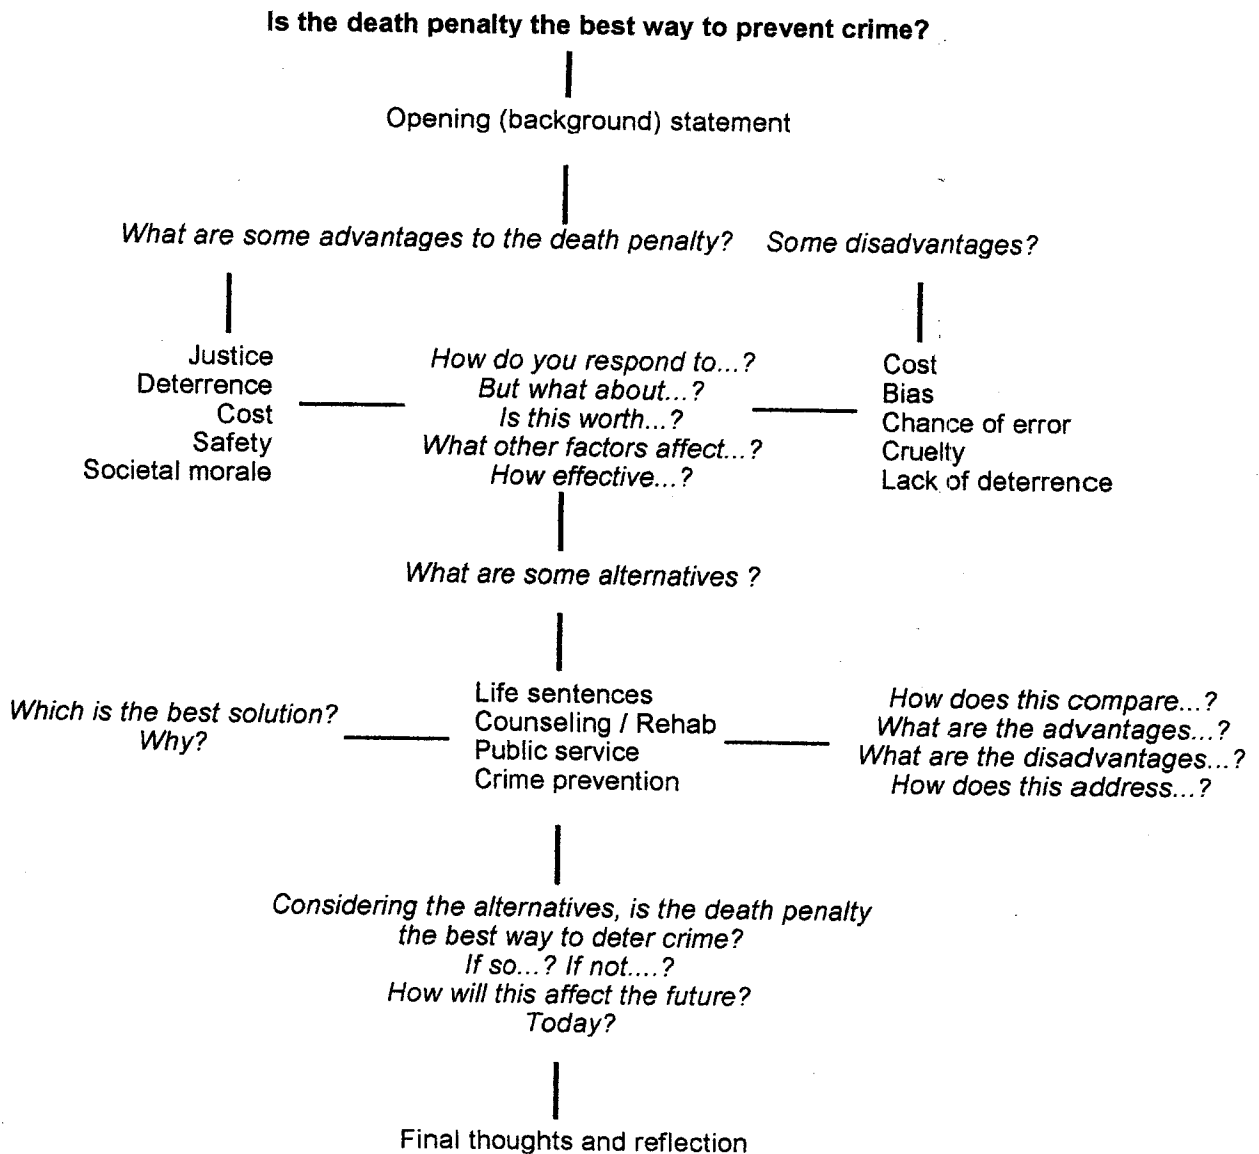 Is the death penalty the best way to prevent crime?
Opening (background) statement
What are some advantages to the death penalty? Some disadvantages?
Justice
Deterrence
Cost
Safety
Societal morale
How do you respond to...?
But what about...?
Is this worth...?
What other factors affect...?
How effective...?
Cost
Bias
Chance of error
Cruelty
Lack of deterrence
What are some alternatives ?
Which is the best solution?
Why?
Life sentences
Counseling / Rehab
Public service
Crime prevention
How does this compare...?
What are the advantages...?
What are the disadvantages...?
How does this address...?
Considering the alternatives, is the death penalty
the best way to deter crime?
If so...? If not....?
How will this affect the future?
Today?
Final thoughts and reflection